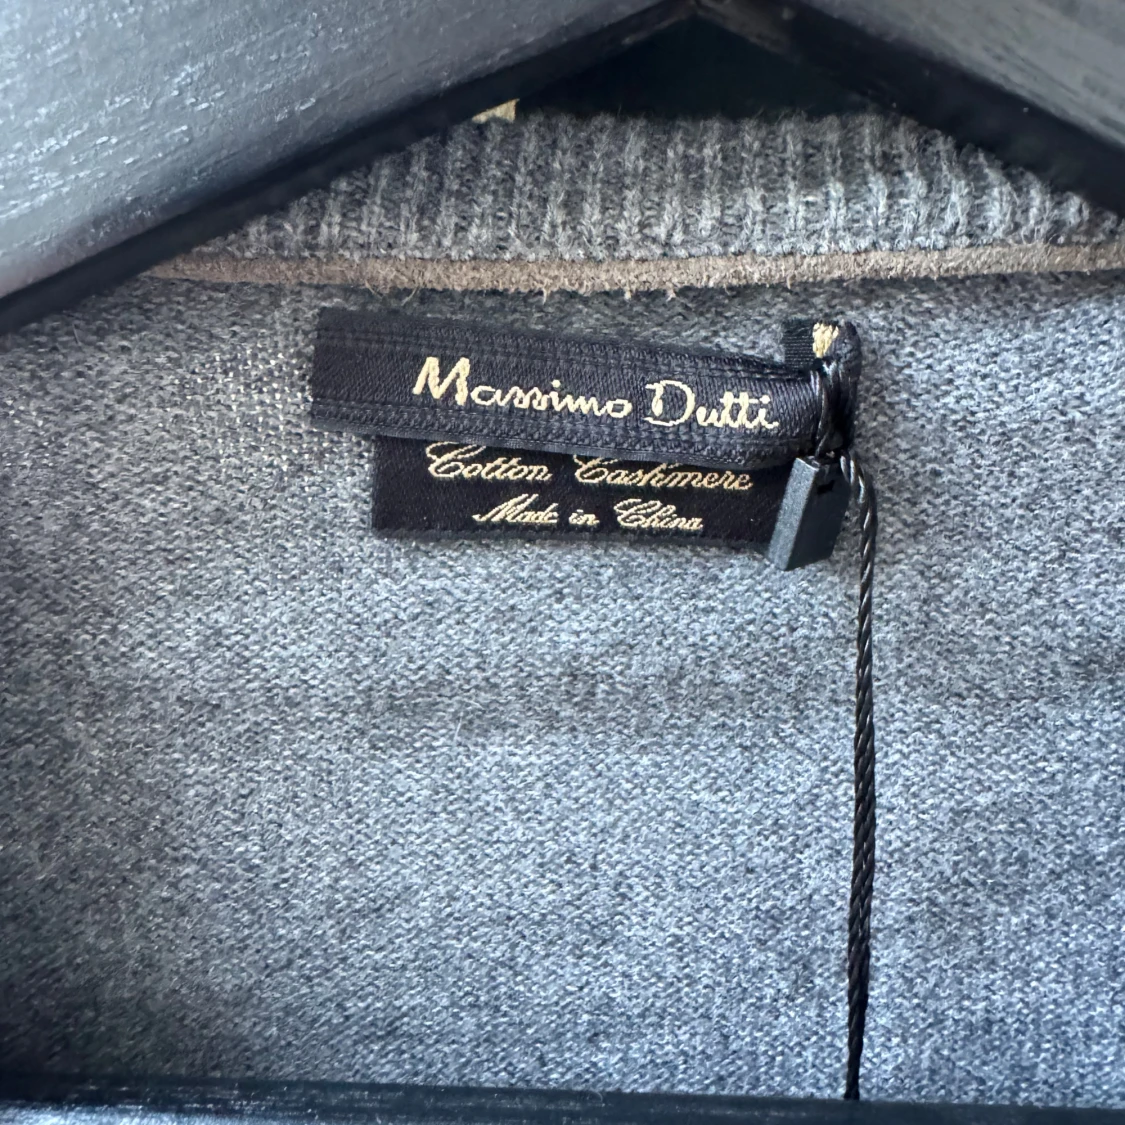 Massimo Dutti
Cotton Cashmere
Made in China